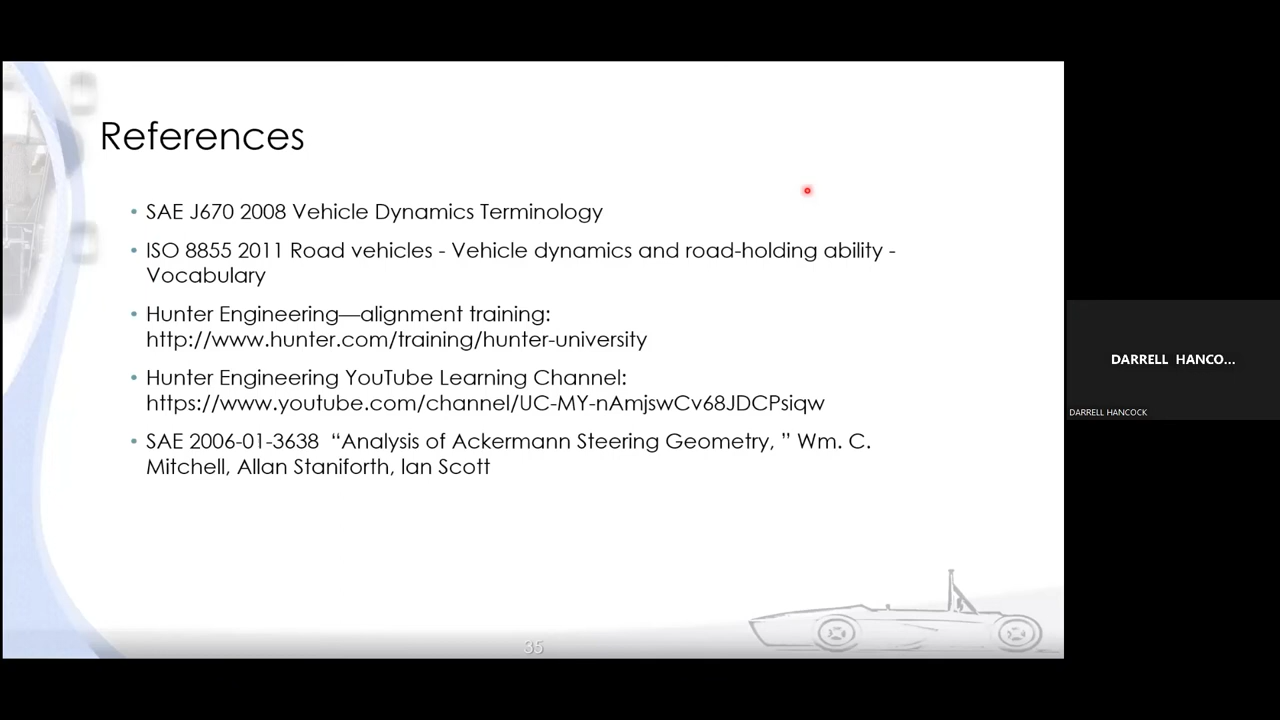 References
• SAE J670 2008 Vehicle Dynamics Terminology
• ISO 8855 2011 Road vehicles - Vehicle dynamics and road-holding ability -
Vocabulary
• Hunter Engineering—alignment training:
http://www.hunter.com/training/hunter-university
• Hunter Engineering YouTube Learning Channel:
https://www.youtube.com/channel/UC-MY-nAmjswCv68JDCPsiqw
• SAE 2006-01-3638  “Analysis of Ackermann Steering Geometry, ” Wm. C.
Mitchell, Allan Staniforth, Ian Scott
35
DARRELL HANCO...
DARRELL HANCOCK